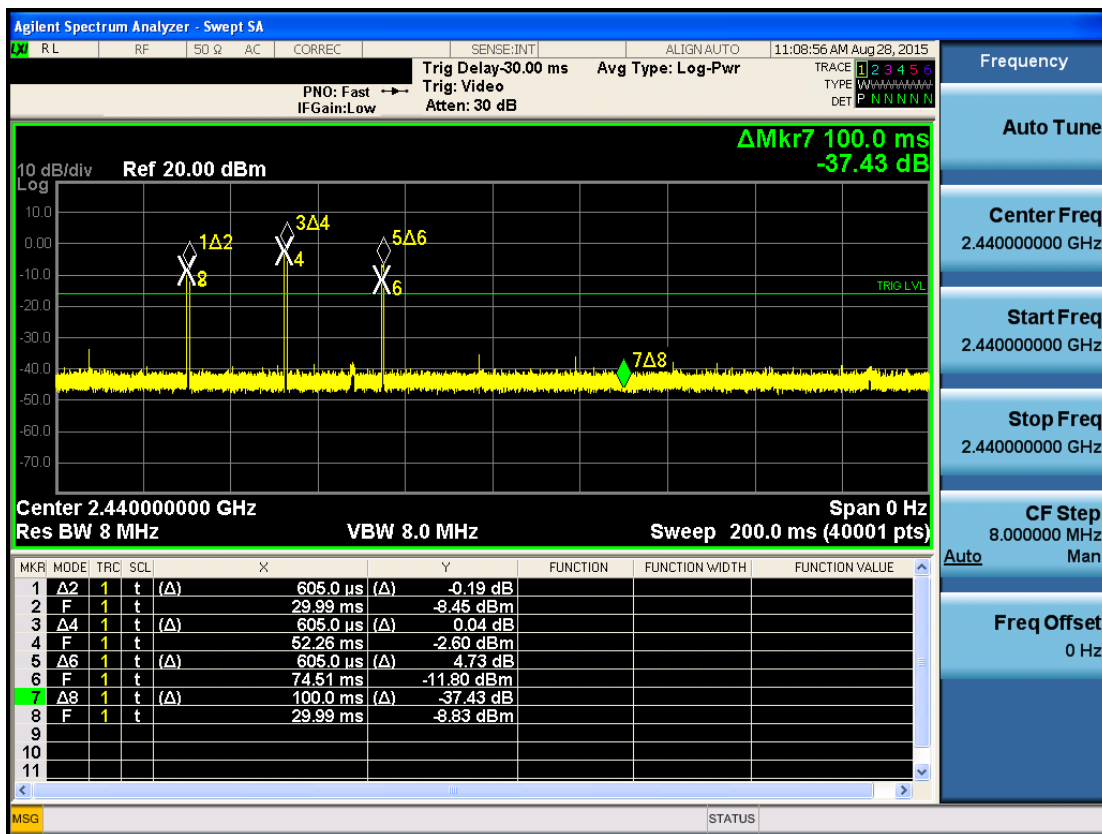 Agilent Spectrum Analyzer - Swept SA
LXI RL RF 50 Ω AC CORREC SENSE:INT ALIGN AUTO 11:08:56 AM Aug 28, 2015
Trig Delay-30.00 ms Avg Type: Log-Pwr TRACE 1 2 3 4 5 6
PNO: Fast Trig: Video TYPE WWWWWW
IFGain:Low Atten: 30 dB DET P N N N N N
ΔMkr7 100.0 ms
-37.43 dB
10 dB/div Ref 20.00 dBm
Log
10.0
0.00
-10.0
-20.0
-30.0
-40.0
-50.0
-60.0
-70.0
1Δ2
3Δ4
5Δ6
8
4
6
TRIG LVL
7Δ8
Center 2.440000000 GHz Span 0 Hz
Res BW 8 MHz VBW 8.0 MHz Sweep 200.0 ms (40001 pts)
MKR MODE TRC SCL X Y FUNCTION FUNCTION WIDTH FUNCTION VALUE
1 Δ2 1 t (Δ) 605.0 µs (Δ) -0.19 dB
2 F 1 t 29.99 ms -8.45 dBm
3 Δ4 1 t (Δ) 605.0 µs (Δ) 0.04 dB
4 F 1 t 52.26 ms -2.60 dBm
5 Δ6 1 t (Δ) 605.0 µs (Δ) 4.73 dB
6 F 1 t 74.51 ms -11.80 dBm
7 Δ8 1 t (Δ) 100.0 ms (Δ) -37.43 dB
8 F 1 t 29.99 ms -8.83 dBm
9
10
11
MSG STATUS
Frequency
Auto Tune
Center Freq
2.440000000 GHz
Start Freq
2.440000000 GHz
Stop Freq
2.440000000 GHz
CF Step
8.000000 MHz
Auto Man
Freq Offset
0 Hz